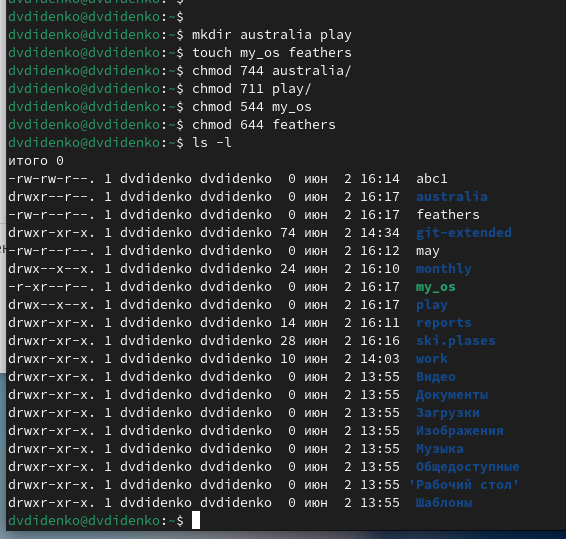 dvdidenko@dvdidenko:~$
dvdidenko@dvdidenko:~$ mkdir australia play
dvdidenko@dvdidenko:~$ touch my_os feathers
dvdidenko@dvdidenko:~$ chmod 744 australia/
dvdidenko@dvdidenko:~$ chmod 711 play/
dvdidenko@dvdidenko:~$ chmod 544 my_os
dvdidenko@dvdidenko:~$ chmod 644 feathers
dvdidenko@dvdidenko:~$ ls -l
итого 0
-rw-rw-r--. 1 dvdidenko dvdidenko  0 июн  2 16:14  abc1
drwxr--r--. 1 dvdidenko dvdidenko  0 июн  2 16:17  australia
-rw-r--r--. 1 dvdidenko dvdidenko  0 июн  2 16:17  feathers
drwxr-xr-x. 1 dvdidenko dvdidenko 74 июн  2 14:34  git-extended
-rw-r--r--. 1 dvdidenko dvdidenko  0 июн  2 16:12  may
drwx--x--x. 1 dvdidenko dvdidenko 24 июн  2 16:10  monthly
-r-xr--r--. 1 dvdidenko dvdidenko  0 июн  2 16:17  my_os
drwx--x--x. 1 dvdidenko dvdidenko  0 июн  2 16:17  play
drwxr-xr-x. 1 dvdidenko dvdidenko 14 июн  2 16:11  reports
drwxr-xr-x. 1 dvdidenko dvdidenko 28 июн  2 16:16  ski.plases
drwxr-xr-x. 1 dvdidenko dvdidenko 10 июн  2 14:03  work
drwxr-xr-x. 1 dvdidenko dvdidenko  0 июн  2 13:55  Видео
drwxr-xr-x. 1 dvdidenko dvdidenko  0 июн  2 13:55  Документы
drwxr-xr-x. 1 dvdidenko dvdidenko  0 июн  2 13:55  Загрузки
drwxr-xr-x. 1 dvdidenko dvdidenko  0 июн  2 13:55  Изображения
drwxr-xr-x. 1 dvdidenko dvdidenko  0 июн  2 13:55  Музыка
drwxr-xr-x. 1 dvdidenko dvdidenko  0 июн  2 13:55  Общедоступные
drwxr-xr-x. 1 dvdidenko dvdidenko  0 июн  2 13:55 'Рабочий стол'
drwxr-xr-x. 1 dvdidenko dvdidenko  0 июн  2 13:55  Шаблоны
dvdidenko@dvdidenko:~$